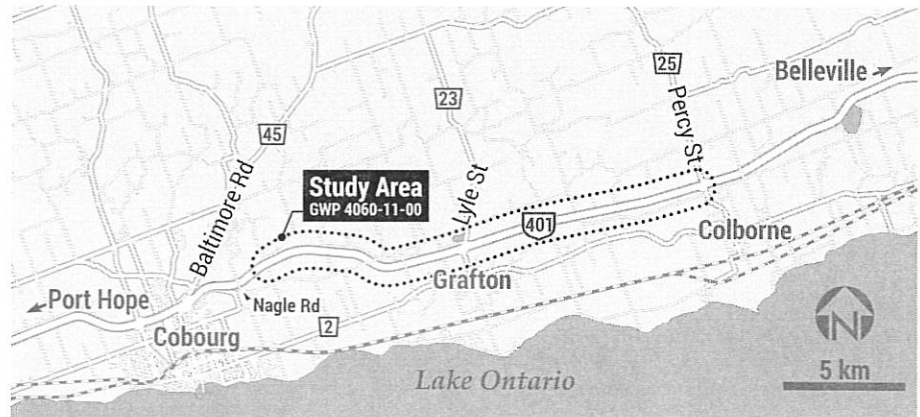 25
Belleville
23
Percy St
45
Baltimore Rd
Study Area
GWP 4060-11-00
Lyle St
401
Colborne
Grafton
Port Hope
Nagle Rd
2
Cobourg
N
Lake Ontario
5 km